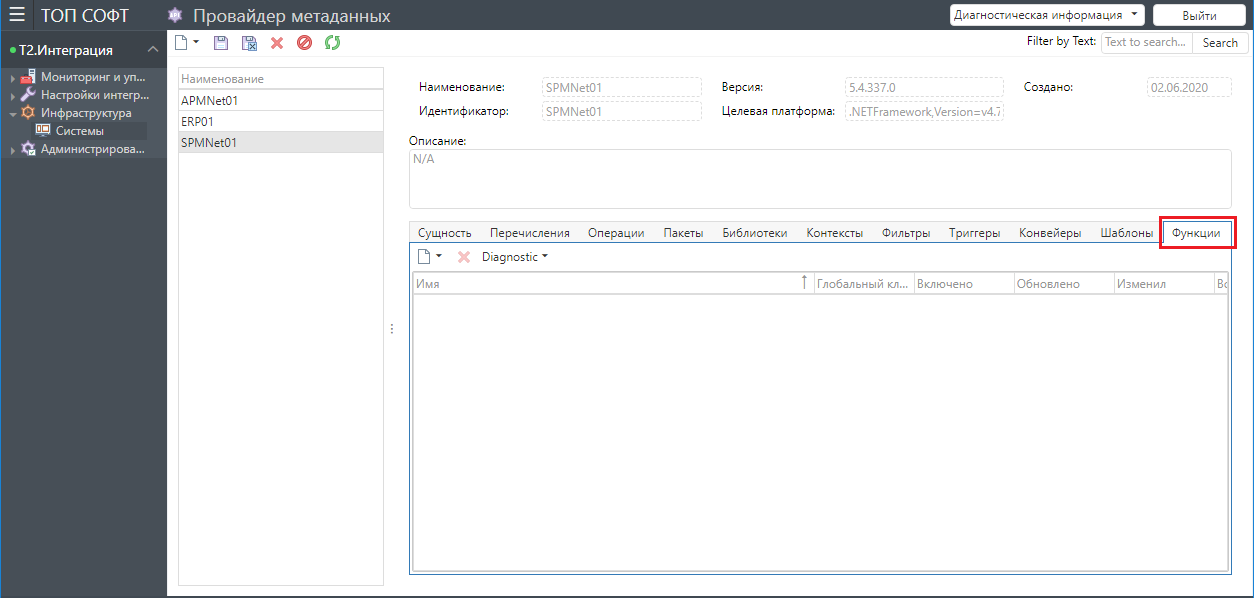 ТОП СОФТ
Провайдер метаданных
Диагностическая информация
Выйти
Т2.Интеграция
Filter by Text:
Text to search...
Search
Мониторинг и уп...
Настройки интегр...
Инфраструктура
Системы
Администрирова...
Наименование
APMNet01
ERP01
SPMNet01
Наименование: SPMNet01 Версия: 5.4.337.0 Создано: 02.06.2020
Идентификатор: SPMNet01 Целевая платформа: .NETFramework,Version=v4.7
Описание:
N/A
Сущность Перечисления Операции Пакеты Библиотеки Контексты Фильтры Триггеры Конвейеры Шаблоны Функции
Diagnostic
Имя Глобальный кл... Включено Обновлено Изменил